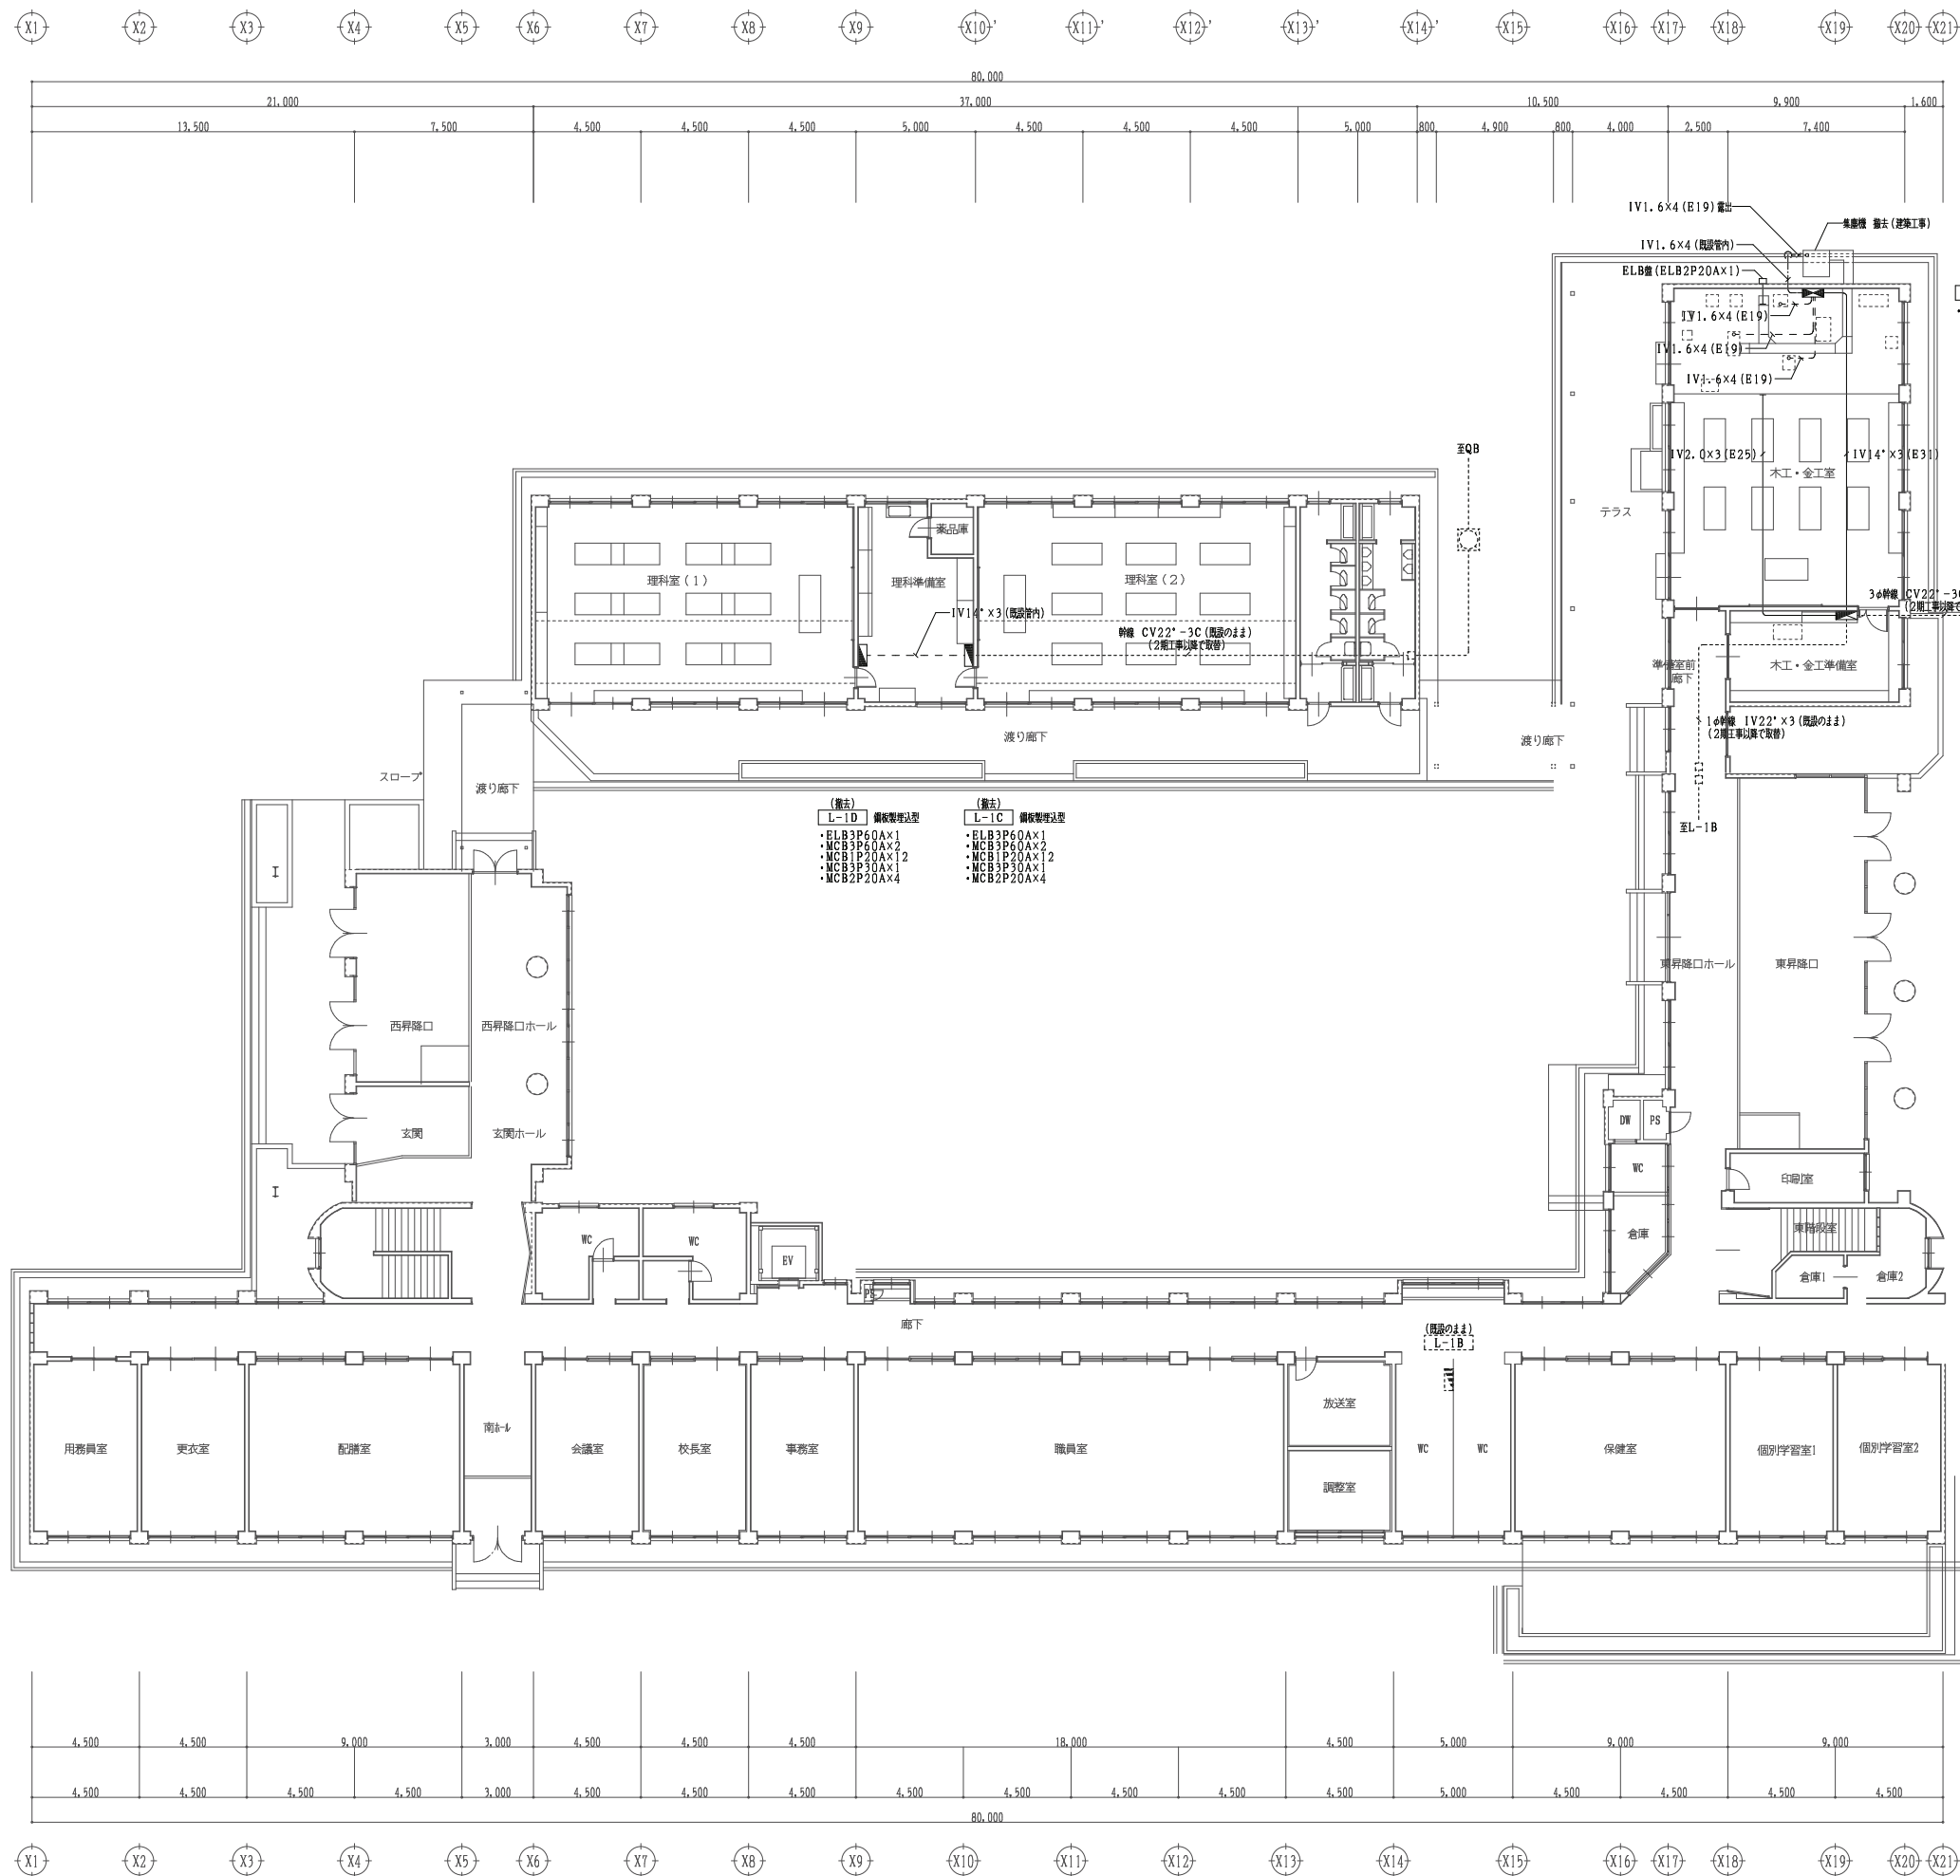 X1 X2 X3 X4 X5 X6 X7 X8 X9 X10' X11' X12' X13' X14' X15 X16 X17 X18 X19 X20 X21
80,000
21,000 37,000 10,500 9,900 1,600
13,500 7,500 4,500 4,500 4,500 5,000 4,500 4,500 4,500 5,000 800 4,900 800 4,000 2,500 7,400
IV1.6×4(E19)露出
集塵機 撤去(建築工事)
IV1.6×4(既設管内)
ELB盤(ELB2P20A×1)
IV1.6×4(E19)
IV1.6×4(E19)
IV1.6×4(E19)
IV2.0×3(E25)
IV14°×3(E31)
木工・金工室
テラス
至QB
薬品庫
理科室(1)
理科準備室
理科室(2)
IV14°×3(既設管内)
幹線 CV22°-3C(既設のまま)
(2期工事以降で取替)
3φ幹線 CV22°-3C
(2期工事以降で
準備室前
廊下
木工・金工準備室
1φ幹線 IV22°×3(既設のまま)
(2期工事以降で取替)
渡り廊下
渡り廊下
スロープ
渡り廊下
(撤去)
L-1D 鋼板製埋込型
・ELB3P60A×1
・MCB3P60A×2
・MCB1P20A×12
・MCB3P30A×1
・MCB2P20A×4
(撤去)
L-1C 鋼板製埋込型
・ELB3P60A×1
・MCB3P60A×2
・MCB1P20A×12
・MCB3P30A×1
・MCB2P20A×4
至L-1B
東昇降口ホール
東昇降口
西昇降口
西昇降口ホール
玄関
玄関ホール
DW
PS
WC
印刷室
倉庫
東階段室
倉庫1
倉庫2
WC
WC
EV
PS
廊下
(既設のまま)
L-1B
用務員室
更衣室
配膳室
南ホール
会議室
校長室
事務室
職員室
放送室
調整室
WC
WC
保健室
個別学習室1
個別学習室2
4,500 4,500 9,000 3,000 4,500 4,500 4,500 18,000 4,500 5,000 9,000 9,000
4,500 4,500 4,500 4,500 3,000 4,500 4,500 4,500 4,500 4,500 4,500 4,500 4,500 5,000 4,500 4,500 4,500 4,500
80,000
X1 X2 X3 X4 X5 X6 X7 X8 X9 X10 X11 X12 X13 X14 X15 X16 X17 X18 X19 X20 X21